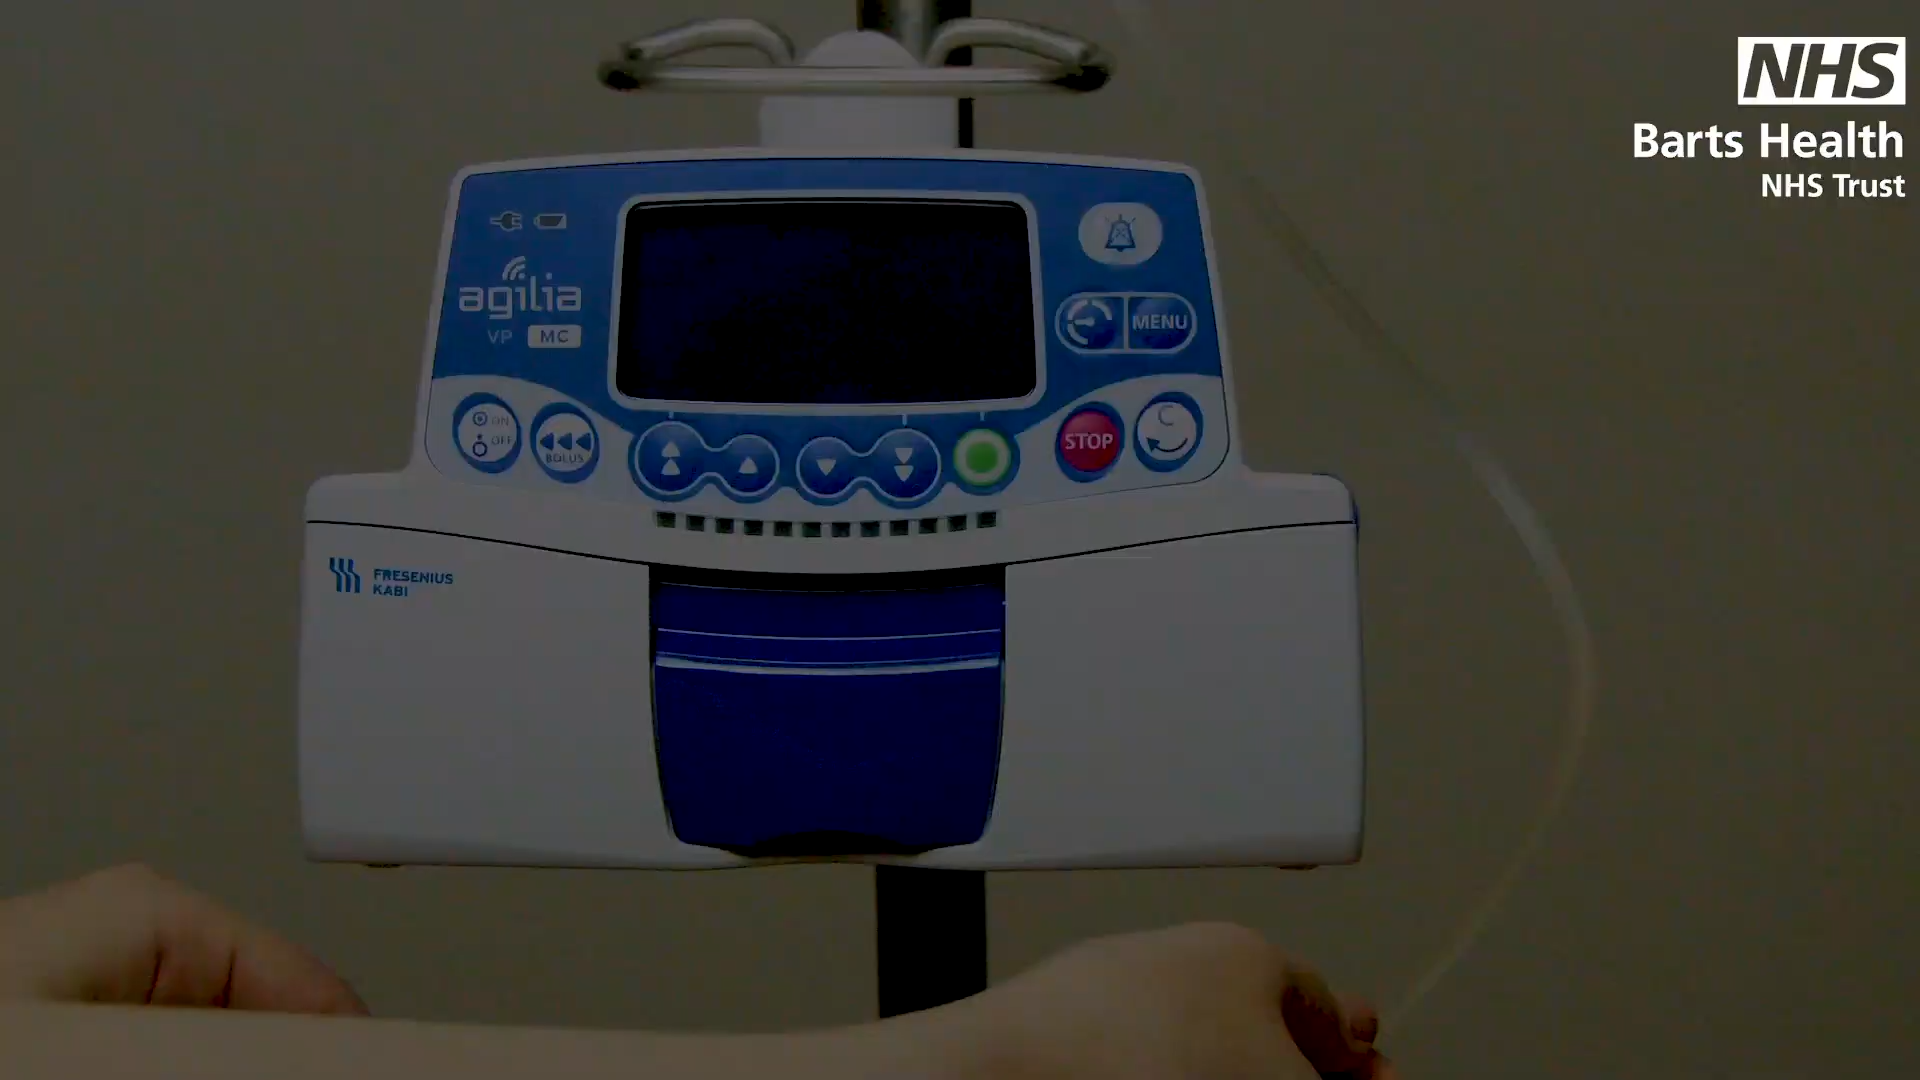 NHS
Barts Health
NHS Trust
agilia
VP MC
MENU
ON
OFF
BOLUS
STOP
C
FRESENIUS
KABI